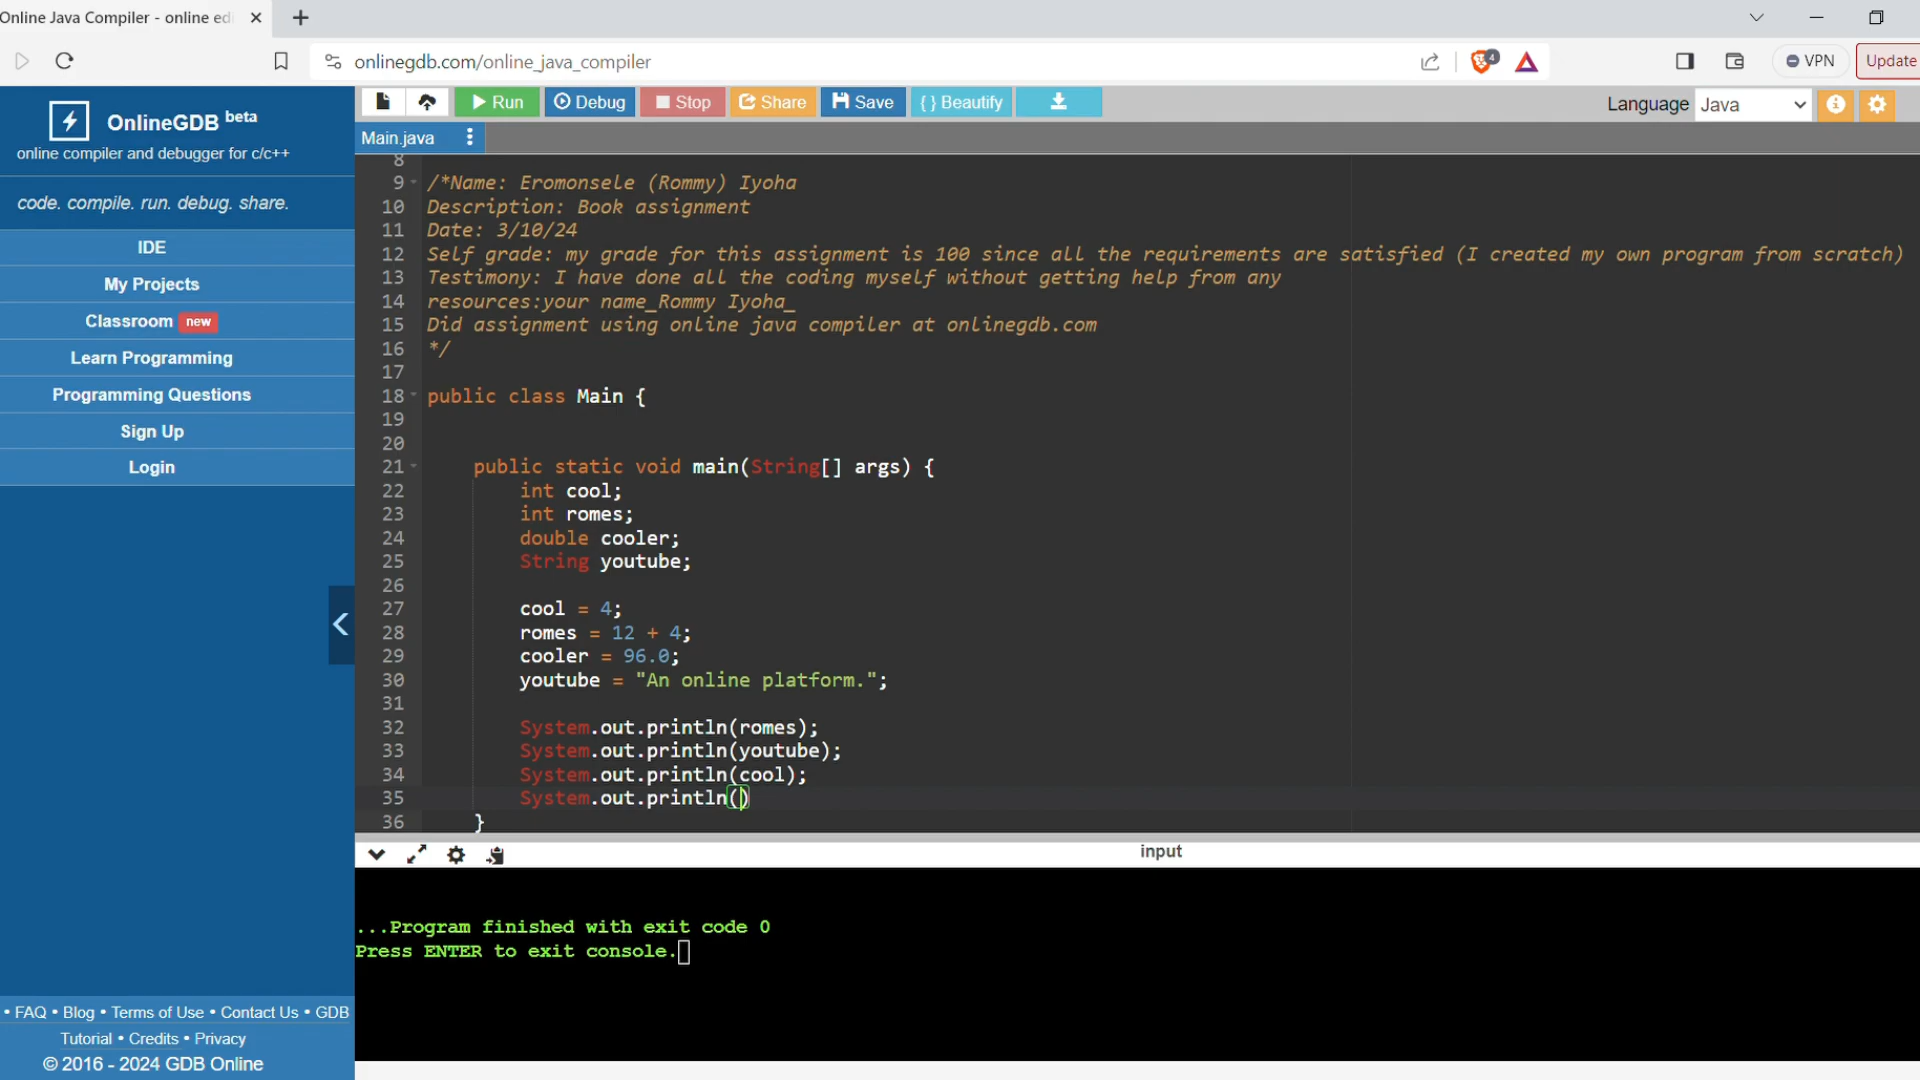 Online Java Compiler - online edi
onlinegdb.com/online_java_compiler
4
VPN
Update
OnlineGDB beta
online compiler and debugger for c/c++
code. compile. run. debug. share.
IDE
My Projects
Classroom new
Learn Programming
Programming Questions
Sign Up
Login
• FAQ • Blog • Terms of Use • Contact Us • GDB
Tutorial • Credits • Privacy
© 2016 - 2024 GDB Online
Run Debug Stop Share Save { } Beautify
Language Java
Main.java
8
9 /*Name: Eromonsele (Rommy) Iyoha
10 Description: Book assignment
11 Date: 3/10/24
12 Self grade: my grade for this assignment is 100 since all the requirements are satisfied (I created my own program from scratch)
13 Testimony: I have done all the coding myself without getting help from any
14 resources:your name_Rommy Iyoha_
15 Did assignment using online java compiler at onlinegdb.com
16 */
17
18 public class Main {
19
20
21 public static void main(String[] args) {
22 int cool;
23 int romes;
24 double cooler;
25 String youtube;
26
27 cool = 4;
28 romes = 12 + 4;
29 cooler = 96.0;
30 youtube = "An online platform.";
31
32 System.out.println(romes);
33 System.out.println(youtube);
34 System.out.println(cool);
35 System.out.println()
36 }
input
...Program finished with exit code 0
Press ENTER to exit console.